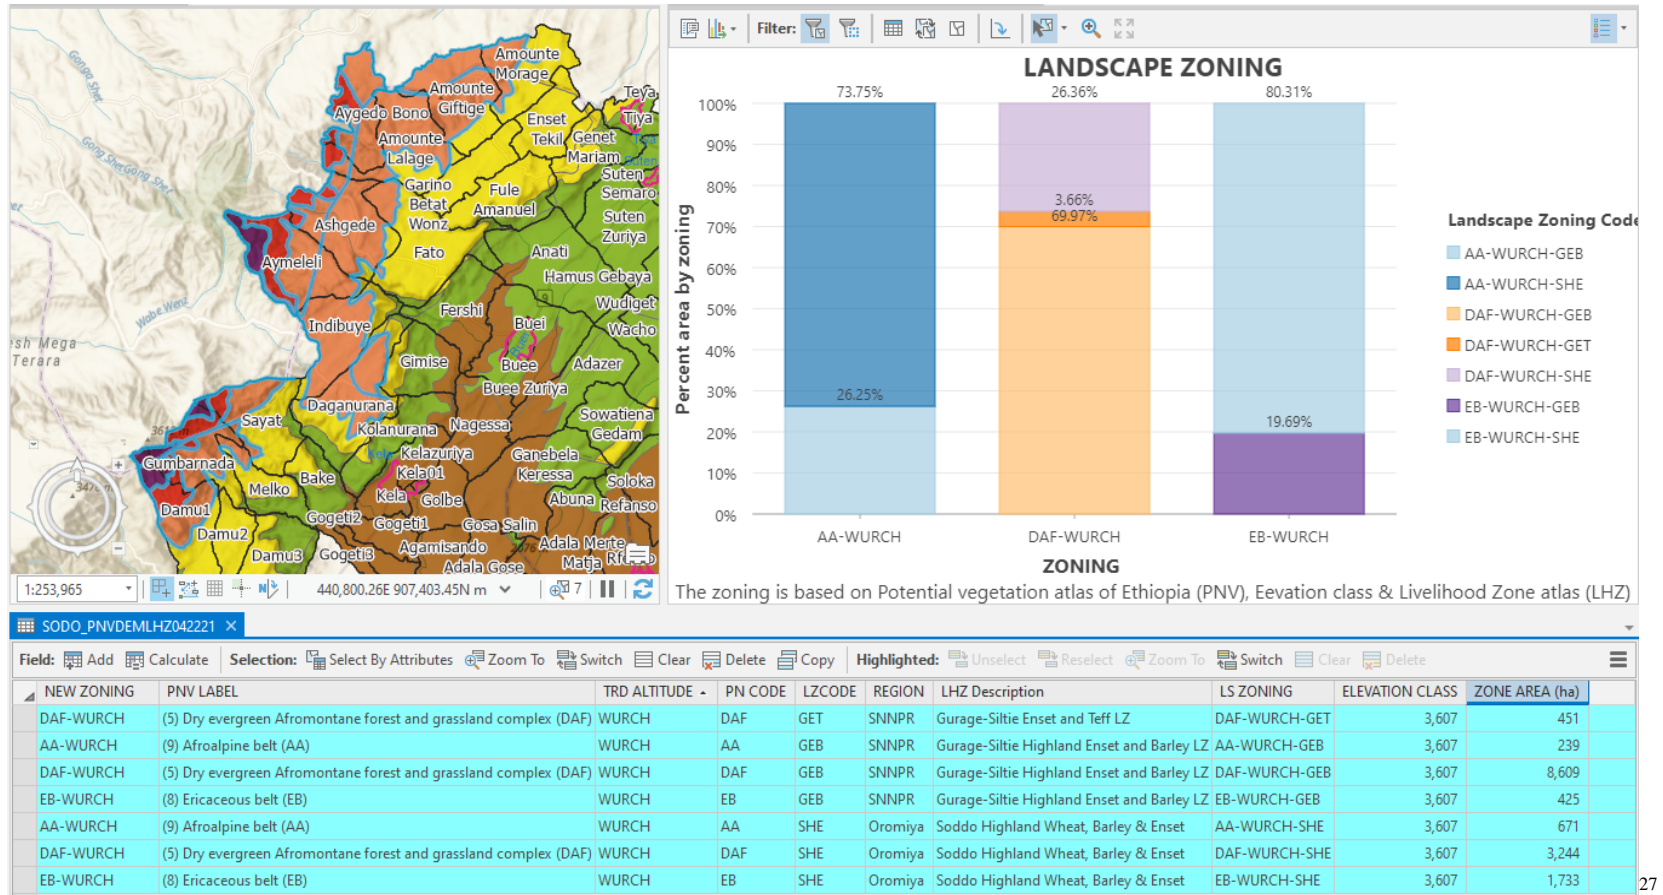 Amounte
Morage
Amounte
Giftige
Teya
Tiya
Aygedo Bono
Enset
Tekil
Genet
Amounte
Lalage
Mariam
Suten
Suten
Semaro
Garino
Betat
Wonz
Fule
Amanuel
Suten
Zuriya
Ashgede
Fato
Anati
Aymeleli
Hamus Gebaya
Fershi
Wudiget
Buei
Wacho
Indibuye
Gimise
Buee
Adazer
Buee Zuriya
Daganurana
Sayat
Kolanurana
Nagessa
Sowatiena
Gedam
Kela
Kelazuriya
Ganebela
Gumbarnada
Kela01
Keressa
Bake
Soloka
Melko
Kela
Golbe
Abuna
Refanso
Damu1
Gogeti2
Gogeti1
Gosa Salin
Damu2
Damu3
Gogeti3
Agamisando
Adala Merte
Adala Gose
Matja
Gonga Shet
Gong Sher
Gong Shet
Wabe Wenz
esh Mega
Terara
9
1:253,965
440,800.26E 907,403.45N m
7
Filter:
LANDSCAPE ZONING
73.75%
26.36%
80.31%
100%
90%
80%
70%
60%
50%
40%
30%
20%
10%
0%
Percent area by zoning
3.66%
69.97%
26.25%
19.69%
AA-WURCH
DAF-WURCH
EB-WURCH
ZONING
Landscape Zoning Code
AA-WURCH-GEB
AA-WURCH-SHE
DAF-WURCH-GEB
DAF-WURCH-GET
DAF-WURCH-SHE
EB-WURCH-GEB
EB-WURCH-SHE
The zoning is based on Potential vegetation atlas of Ethiopia (PNV), Eevation class & Livelihood Zone atlas (LHZ)
SODO_PNVDEMLHZ042221
Field: Add Calculate Selection: Select By Attributes Zoom To Switch Clear Delete Copy Highlighted: Unselect Reselect Zoom To Switch Clear Delete
NEW ZONING PNV LABEL TRD ALTITUDE PN CODE LZCODE REGION LHZ Description LS ZONING ELEVATION CLASS ZONE AREA (ha)
DAF-WURCH (5) Dry evergreen Afromontane forest and grassland complex (DAF) WURCH DAF GET SNNPR Gurage-Siltie Enset and Teff LZ DAF-WURCH-GET 3,607 451
AA-WURCH (9) Afroalpine belt (AA) WURCH AA GEB SNNPR Gurage-Siltie Highland Enset and Barley LZ AA-WURCH-GEB 3,607 239
DAF-WURCH (5) Dry evergreen Afromontane forest and grassland complex (DAF) WURCH DAF GEB SNNPR Gurage-Siltie Highland Enset and Barley LZ DAF-WURCH-GEB 3,607 8,609
EB-WURCH (8) Ericaceous belt (EB) WURCH EB GEB SNNPR Gurage-Siltie Highland Enset and Barley LZ EB-WURCH-GEB 3,607 425
AA-WURCH (9) Afroalpine belt (AA) WURCH AA SHE Oromiya Soddo Highland Wheat, Barley & Enset AA-WURCH-SHE 3,607 671
DAF-WURCH (5) Dry evergreen Afromontane forest and grassland complex (DAF) WURCH DAF SHE Oromiya Soddo Highland Wheat, Barley & Enset DAF-WURCH-SHE 3,607 3,244
EB-WURCH (8) Ericaceous belt (EB) WURCH EB SHE Oromiya Soddo Highland Wheat, Barley & Enset EB-WURCH-SHE 3,607 1,733
27